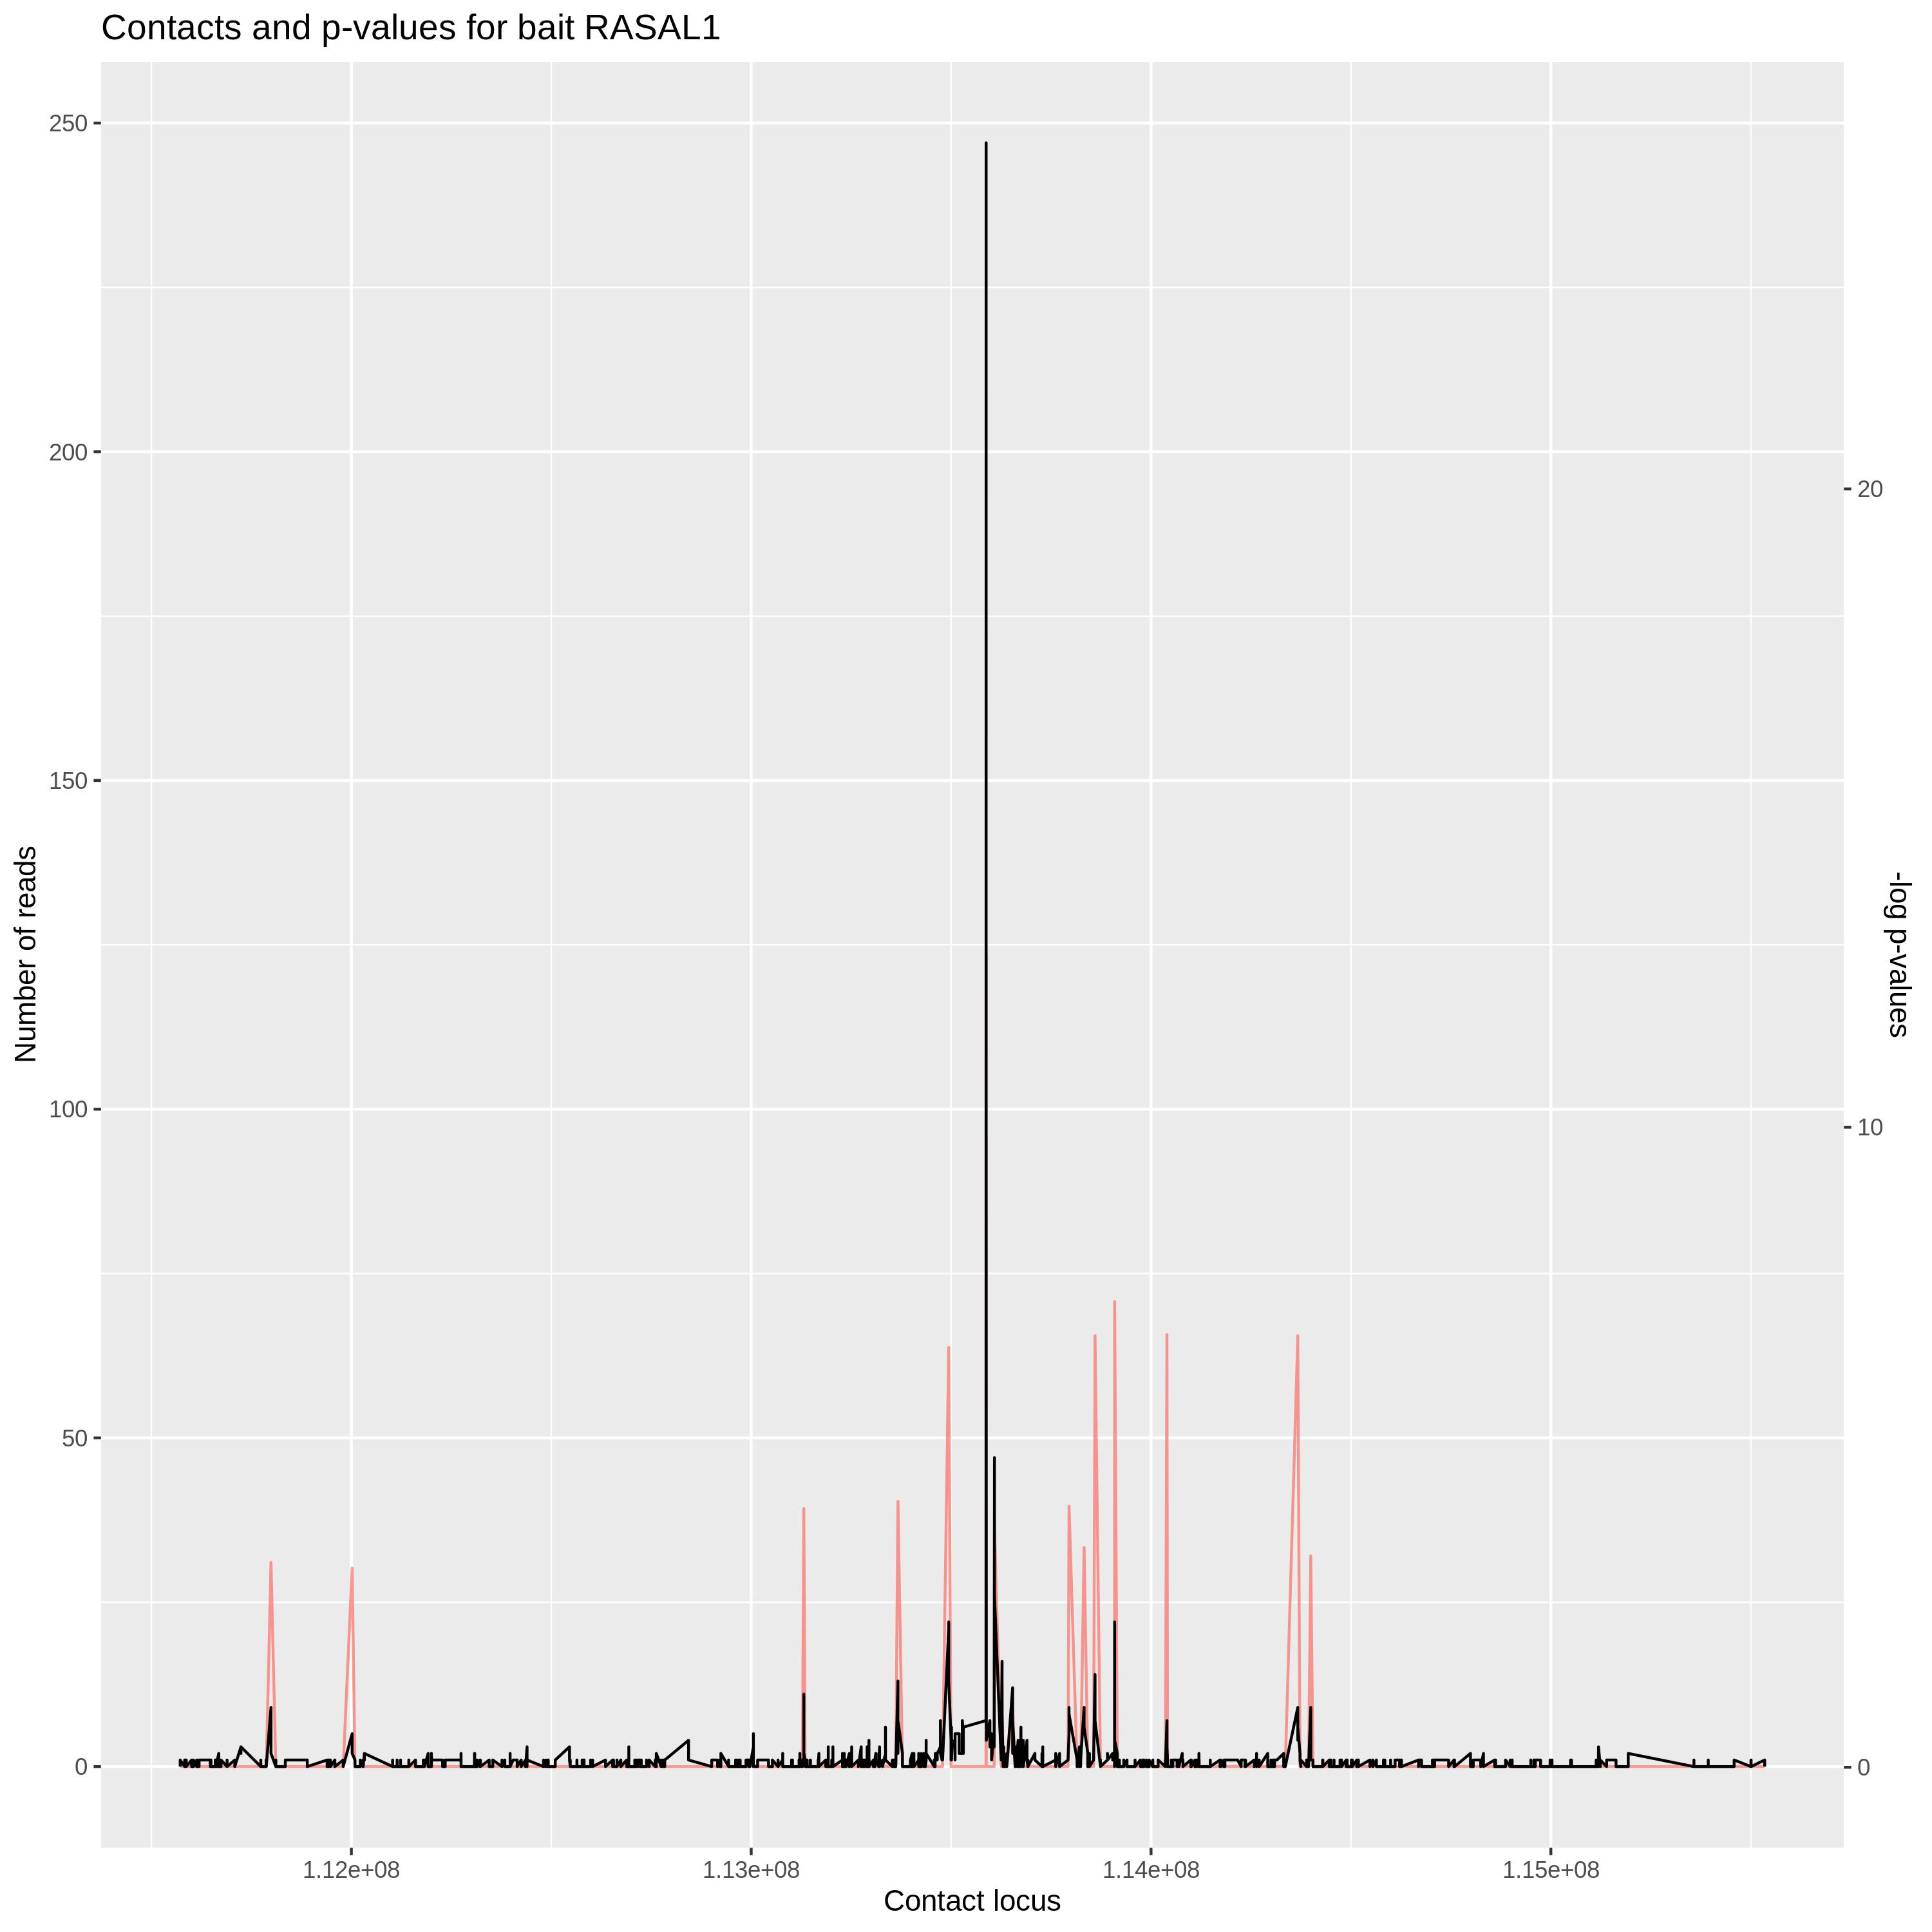 Contacts and p-values for bait RASAL1
250
200
150
100
50
0
Number of reads
20
10
0
-log p-values
1.12e+08
1.13e+08
1.14e+08
1.15e+08
Contact locus